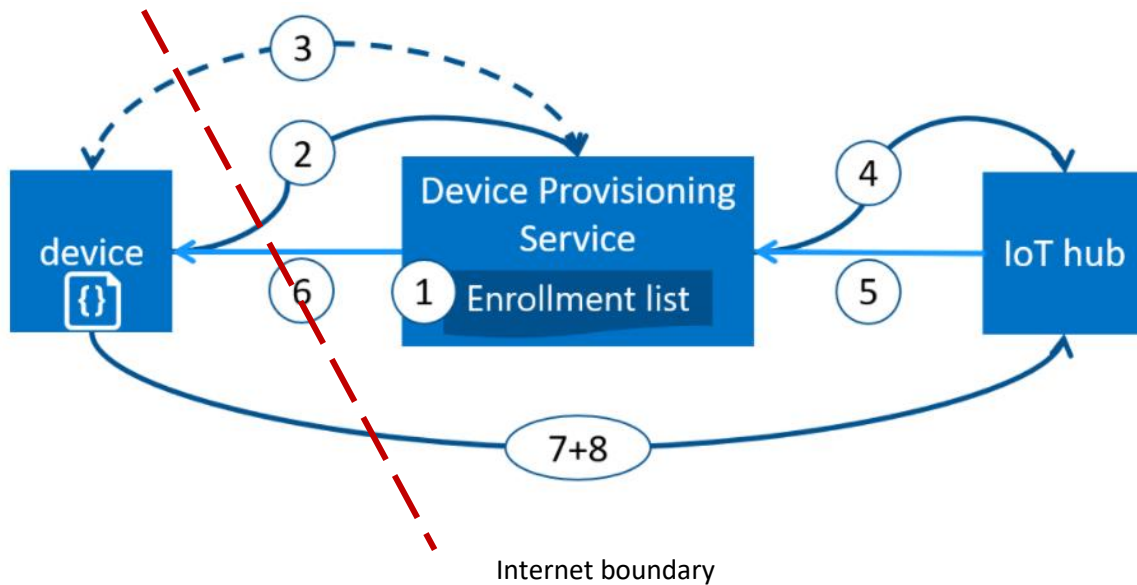 3
2
4
Device Provisioning
Service
device
{}
IoT hub
6
1
Enrollment list
5
7+8
Internet boundary